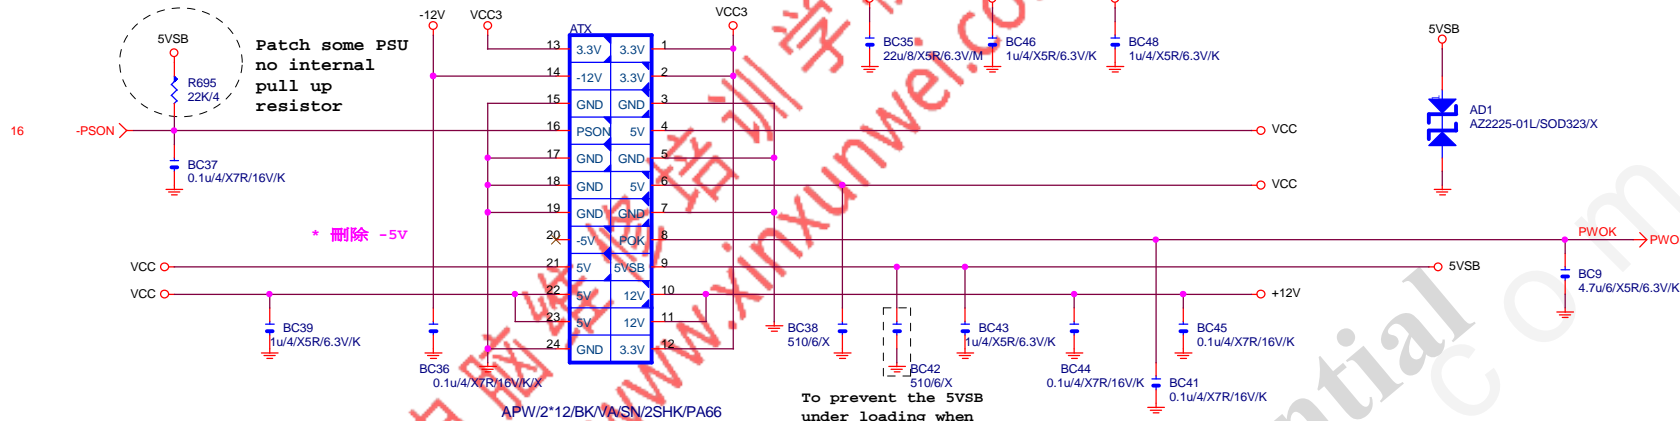 5VSB
Patch some PSU
no internal
pull up
resistor
R695
22K/4
16
-PSON
BC37
0.1u/4/X7R/16V/K
* 刪除 -5V
-12V
VCC3
VCC3
ATX
13 3.3V 3.3V 1
14 -12V 3.3V 2
15 GND GND 3
16 PSON 5V 4
17 GND GND 5
18 GND 5V 6
19 GND GND 7
20 -5V POK 8
21 5V 5VSB 9
22 5V 12V 10
23 5V 12V 11
24 GND 3.3V 12
VCC
VCC
BC39
1u/4/X5R/6.3V/K
BC36
0.1u/4/X7R/16V/K/X
APW/2*12/BK/VA/SN/2SHK/PA66
BC35
22u/8/X5R/6.3V/M
BC46
1u/4/X5R/6.3V/K
BC48
1u/4/X5R/6.3V/K
5VSB
AD1
AZ2225-01L/SOD323/X
VCC
VCC
PWOK
PWO
5VSB
+12V
BC9
4.7u/6/X5R/6.3V/K
BC38
510/6/X
BC42
510/6/X
BC43
1u/4/X5R/6.3V/K
BC44
0.1u/4/X7R/16V/K
BC45
0.1u/4/X7R/16V/K
BC41
0.1u/4/X7R/16V/K
To prevent the 5VSB
under loading when
脑维修培训学
www.xinxunwei.co
ntial
com